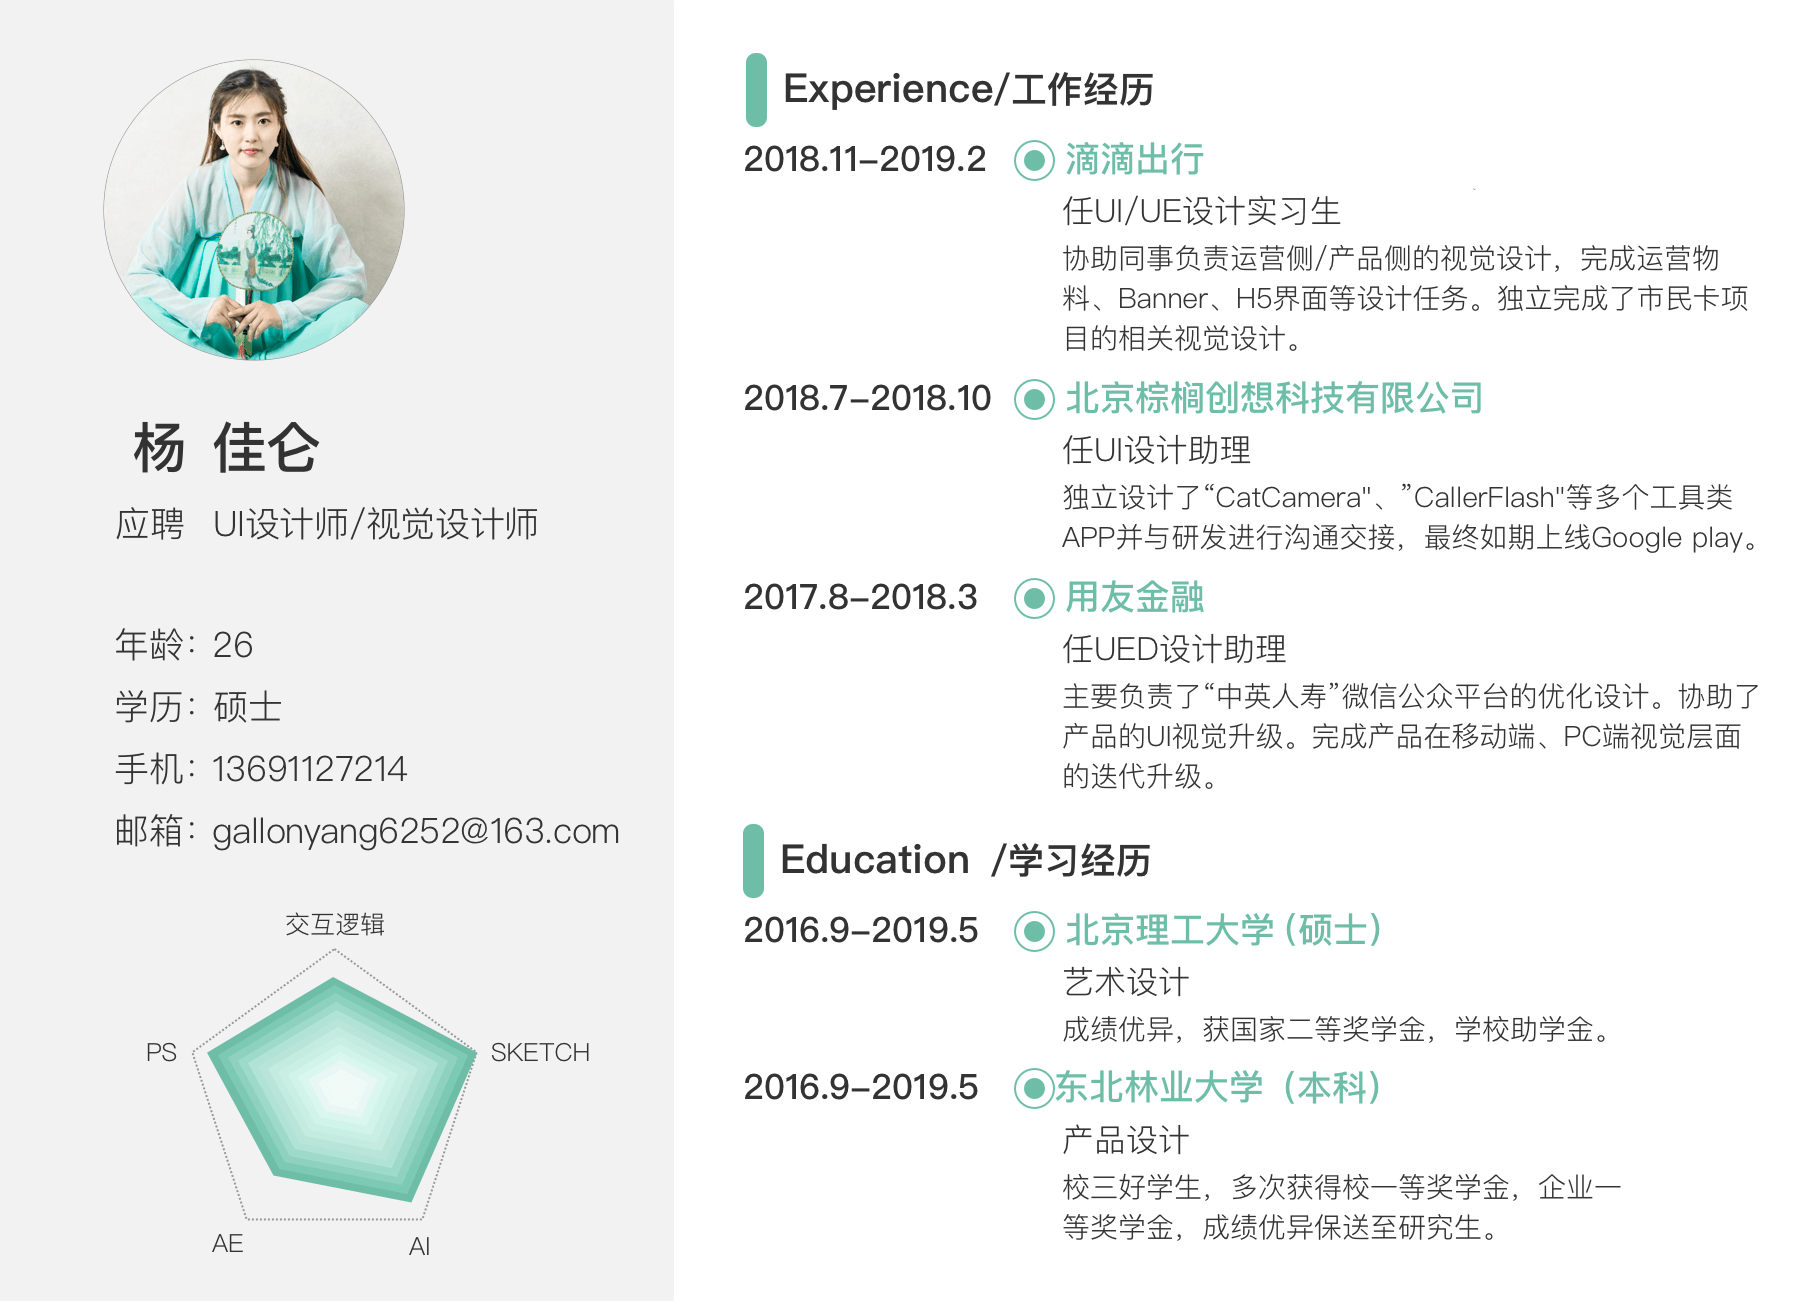 杨 佳仑
应聘 UI设计师/视觉设计师
年龄：26
学历：硕士
手机：13691127214
邮箱：gallonyang6252@163.com
交互逻辑
PS
SKETCH
AE
AI
Experience/工作经历
2018.11-2019.2 滴滴出行
任UI/UE设计实习生
协助同事负责运营侧/产品侧的视觉设计，完成运营物
料、Banner、H5界面等设计任务。独立完成了市民卡项
目的相关视觉设计。
2018.7-2018.10 北京棕榈创想科技有限公司
任UI设计助理
独立设计了“CatCamera"、”CallerFlash"等多个工具类
APP并与研发进行沟通交接，最终如期上线Google play。
2017.8-2018.3 用友金融
任UED设计助理
主要负责了“中英人寿”微信公众平台的优化设计。协助了
产品的UI视觉升级。完成产品在移动端、PC端视觉层面
的迭代升级。
Education /学习经历
2016.9-2019.5 北京理工大学 (硕士)
艺术设计
成绩优异，获国家二等奖学金，学校助学金。
2016.9-2019.5 东北林业大学（本科）
产品设计
校三好学生，多次获得校一等奖学金，企业一
等奖学金，成绩优异保送至研究生。